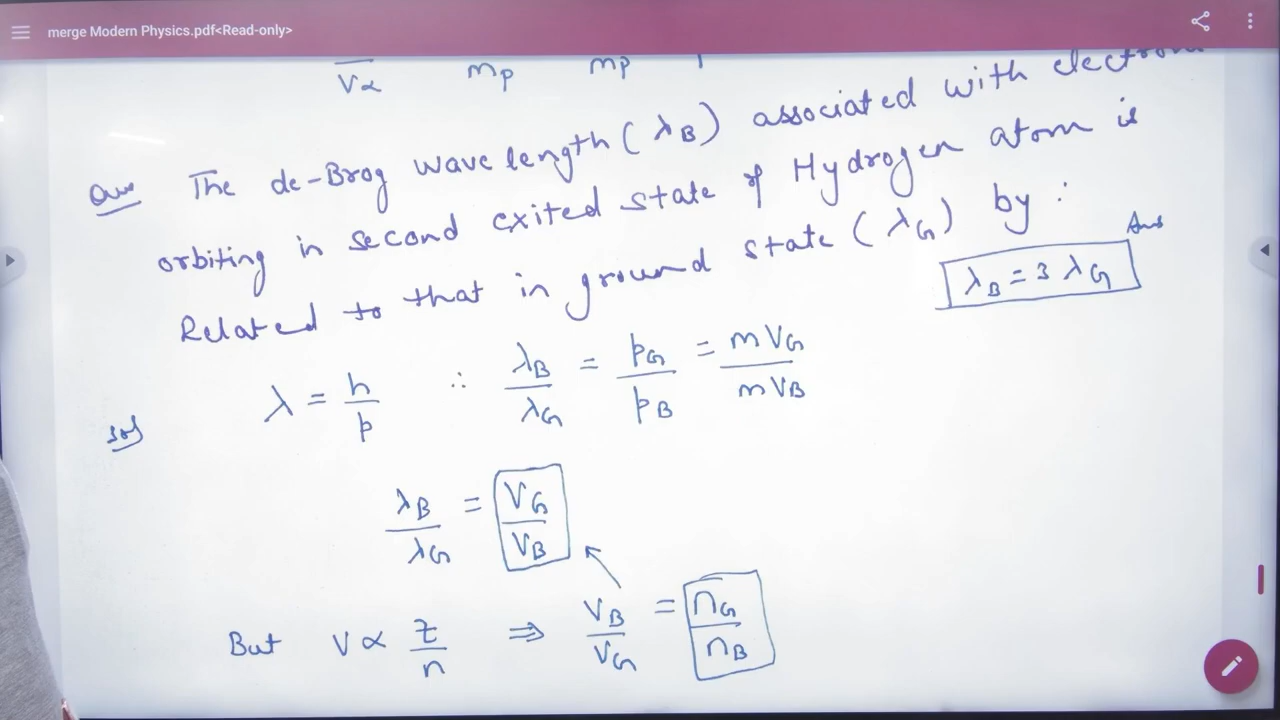 merge Modern Physics.pdf<Read-only>
Vα mp mp
Que The de-Brog wavelength (λB) associated with electron
orbiting in second exited state of Hydrogen atom is
Related to that in ground state (λG) by :
Ans
λB = 3 λG
Sol λ = h/p ∴ λB/λG = pG/pB = mVG/mVB
λB/λG = VG/VB
But V ∝ Z/n ⇒ VB/VG = nG/nB